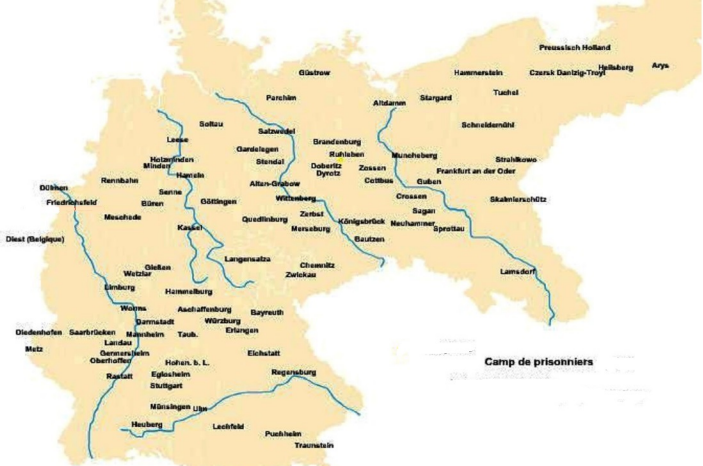 Preussisch Holland
Arys
Heilsberg
Güstrow
Hammerstein
Czersk Dantzig-Troyl
Tuchel
Parchim
Stargard
Altdamm
Soltau
Schneidemühl
Salzwedel
Leese
Brandenburg
Gardelegen
Ruhleben
Muncheberg
Holzminden
Stendal
Strahlkowo
Minden
Doberitz
Zossen
Frankfurt an der Oder
Dyrotz
Hameln
Rennbahn
Cottbus
Guben
Alten-Grabow
Dülmen
Senne
Crossen
Wittenberg
Skalmierschütz
Friedrichsfeld
Büren
Göttingen
Sagan
Meschede
Zerbst
Quedlinburg
Königsbrück
Neuhammer
Kassel
Merseburg
Sprottau
Diest (Belgique)
Bautzen
Langensalza
Gießen
Chemnitz
Lamsdorf
Wetzlar
Zwickau
Limburg
Hammelburg
Worms
Aschaffenburg
Bayreuth
Darmstadt
Würzburg
Diedenhofen
Saarbrücken
Mannheim
Taub.
Erlangen
Landau
Metz
Germersheim
Eichstatt
Oberhoffen
Hohen. b. L.
Camp de prisonniers
Rastatt
Eglosheim
Regensburg
Stuttgart
Münsingen
Ulm
Heuberg
Lechfeld
Puchheim
Traunstein